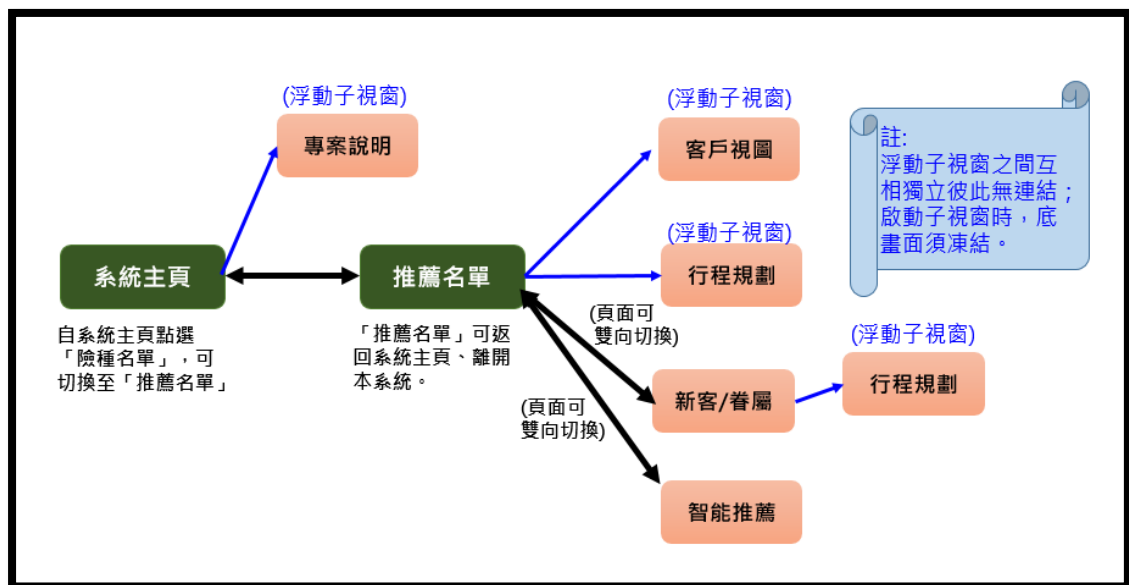 (浮動子視窗)
專案說明
(浮動子視窗)
客戶視圖
註:
浮動子視窗之間互
相獨立彼此無連結；
啟動子視窗時，底
畫面須凍結。
系統主頁
自系統主頁點選
「險種名單」，可
切換至「推薦名單」
推薦名單
「推薦名單」可返
回系統主頁、離開
本系統。
(浮動子視窗)
行程規劃
(頁面可
雙向切換)
新客/眷屬
(浮動子視窗)
行程規劃
(頁面可
雙向切換)
智能推薦